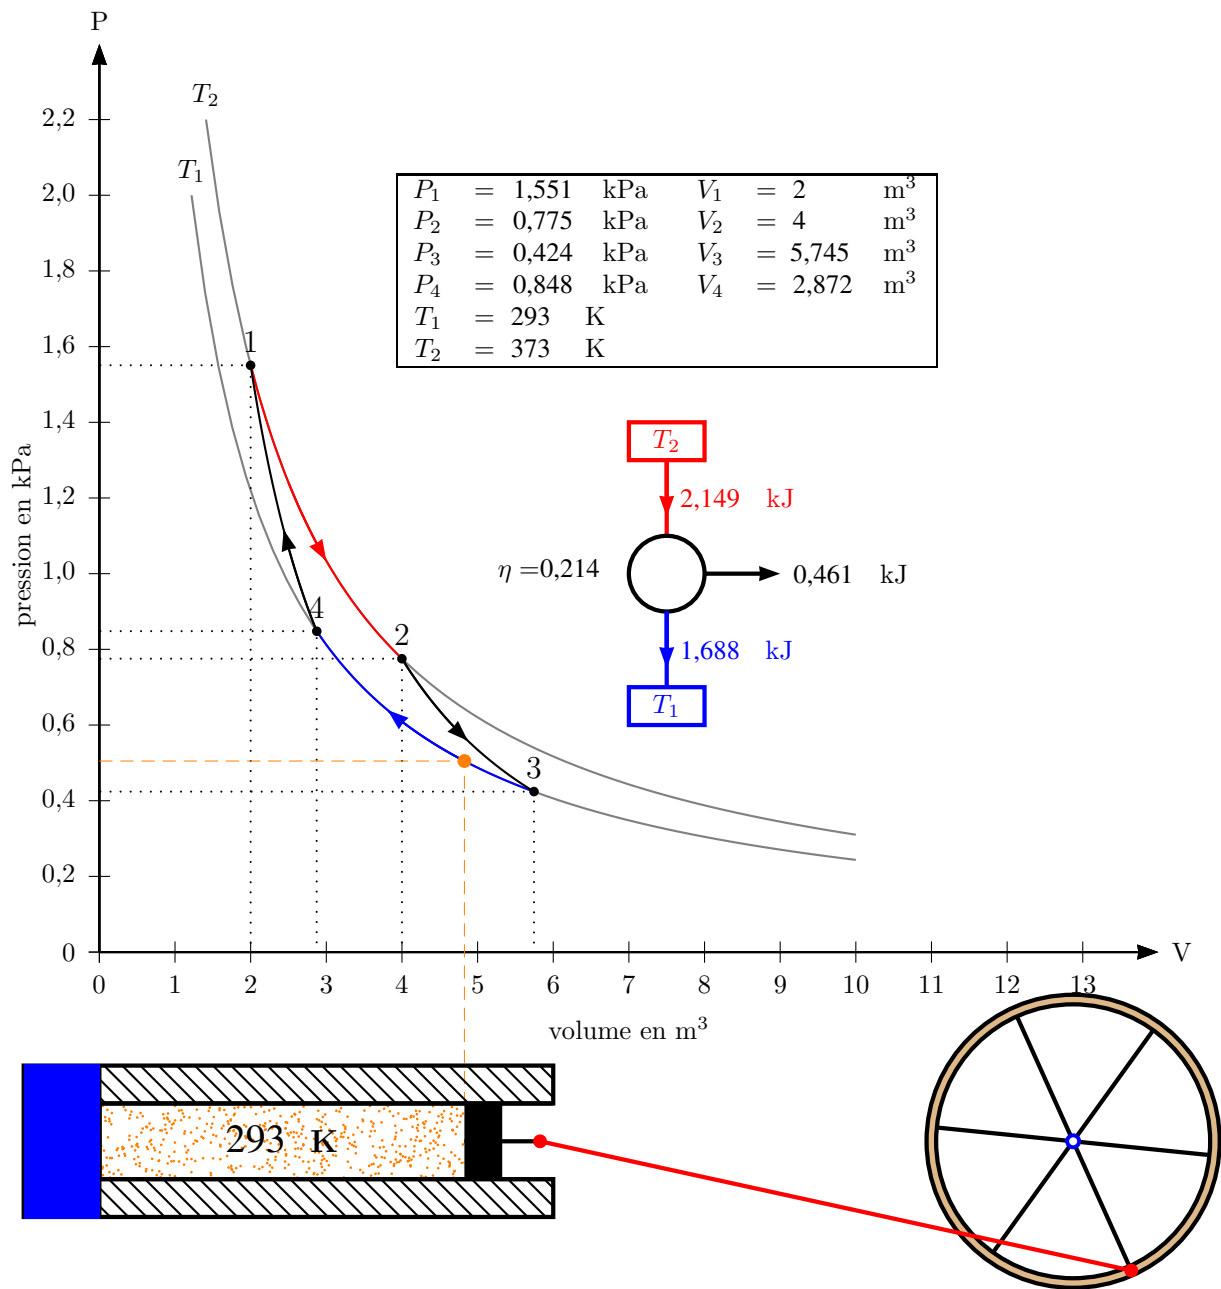 P
T₂
2,2
T₁
2,0
P₁ = 1,551 kPa V₁ = 2 m³
P₂ = 0,775 kPa V₂ = 4 m³
P₃ = 0,424 kPa V₃ = 5,745 m³
P₄ = 0,848 kPa V₄ = 2,872 m³
T₁ = 293 K
T₂ = 373 K
1,8
1,6
1
1,4
T₂
pression en kPa
1,2
2,149 kJ
1,0
η =0,214
0,461 kJ
4
2
0,8
1,688 kJ
0,6
T₁
3
0,4
0,2
0
V
0 1 2 3 4 5 6 7 8 9 10 11 12 13
volume en m³
293 K